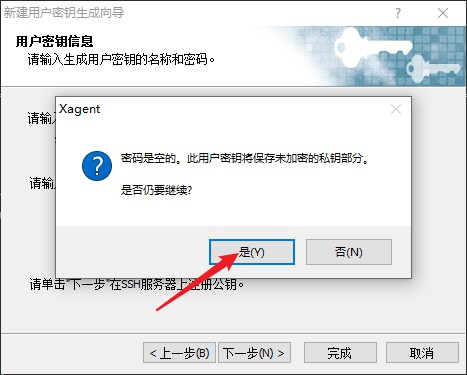 新建用户密钥生成向导
用户密钥信息
请输入生成用户密钥的名称和密码。
请输入
Xagent
密码是空的。此用户密钥将保存未加密的私钥部分。
是否仍要继续?
请输
是(Y)
否(N)
请单击"下一步"在SSH服务器上注册公钥。
< 上一步(B)
下一步(N) >
完成
取消